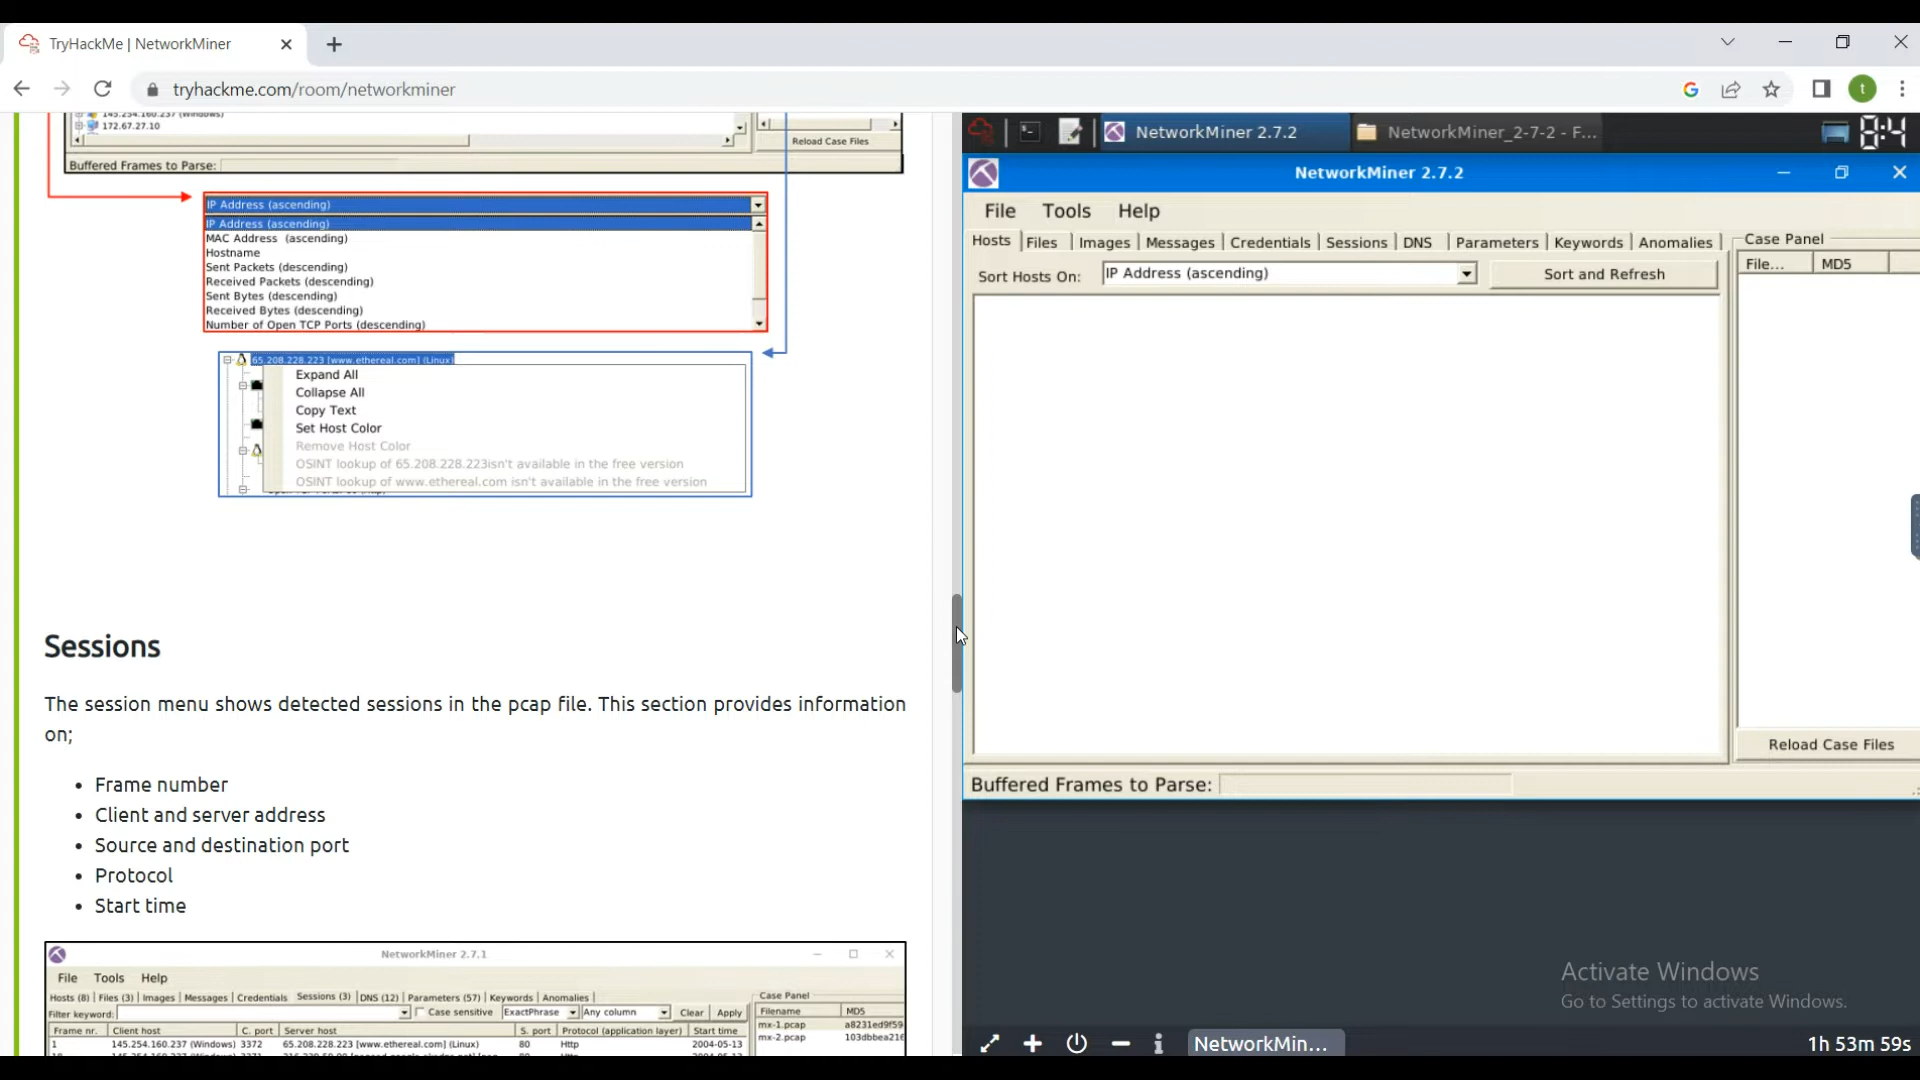 TryHackMe | NetworkMiner
tryhackme.com/room/networkminer
145.254.160.237 (Windows)
172.67.27.10
Reload Case Files
Buffered Frames to Parse:
IP Address (ascending)
IP Address (ascending)
MAC Address (ascending)
Hostname
Sent Packets (descending)
Received Packets (descending)
Sent Bytes (descending)
Received Bytes (descending)
Number of Open TCP Ports (descending)
65.208.228.223 [www.ethereal.com] (Linux)
Expand All
Collapse All
Copy Text
Set Host Color
Remove Host Color
OSINT lookup of 65.208.228.223isn't available in the free version
OSINT lookup of www.ethereal.com isn't available in the free version
Sessions
The session menu shows detected sessions in the pcap file. This section provides information
on;
• Frame number
• Client and server address
• Source and destination port
• Protocol
• Start time
NetworkMiner 2.7.1
File Tools Help
Hosts (8) Files (3) Images Messages Credentials Sessions (3) DNS (12) Parameters (57) Keywords Anomalies
Case Panel
Filter keyword: Case sensitive ExactPhrase Any column Clear Apply
Filename MD5
Frame nr. Client host C. port Server host S. port Protocol (application layer) Start time
mx-1.pcap a8231ed9f59
1 145.254.160.237 (Windows) 3372 65.208.228.223 [www.ethereal.com] (Linux) 80 Http 2004-05-13
mx-2.pcap 103dbbea216
NetworkMiner 2.7.2
NetworkMiner_2-7-2 - F...
8:4
NetworkMiner 2.7.2
File Tools Help
Hosts Files Images Messages Credentials Sessions DNS Parameters Keywords Anomalies
Case Panel
Sort Hosts On: IP Address (ascending) Sort and Refresh
File... MD5
Reload Case Files
Buffered Frames to Parse:
Activate Windows
Go to Settings to activate Windows.
NetworkMin...
1h 53m 59s
t